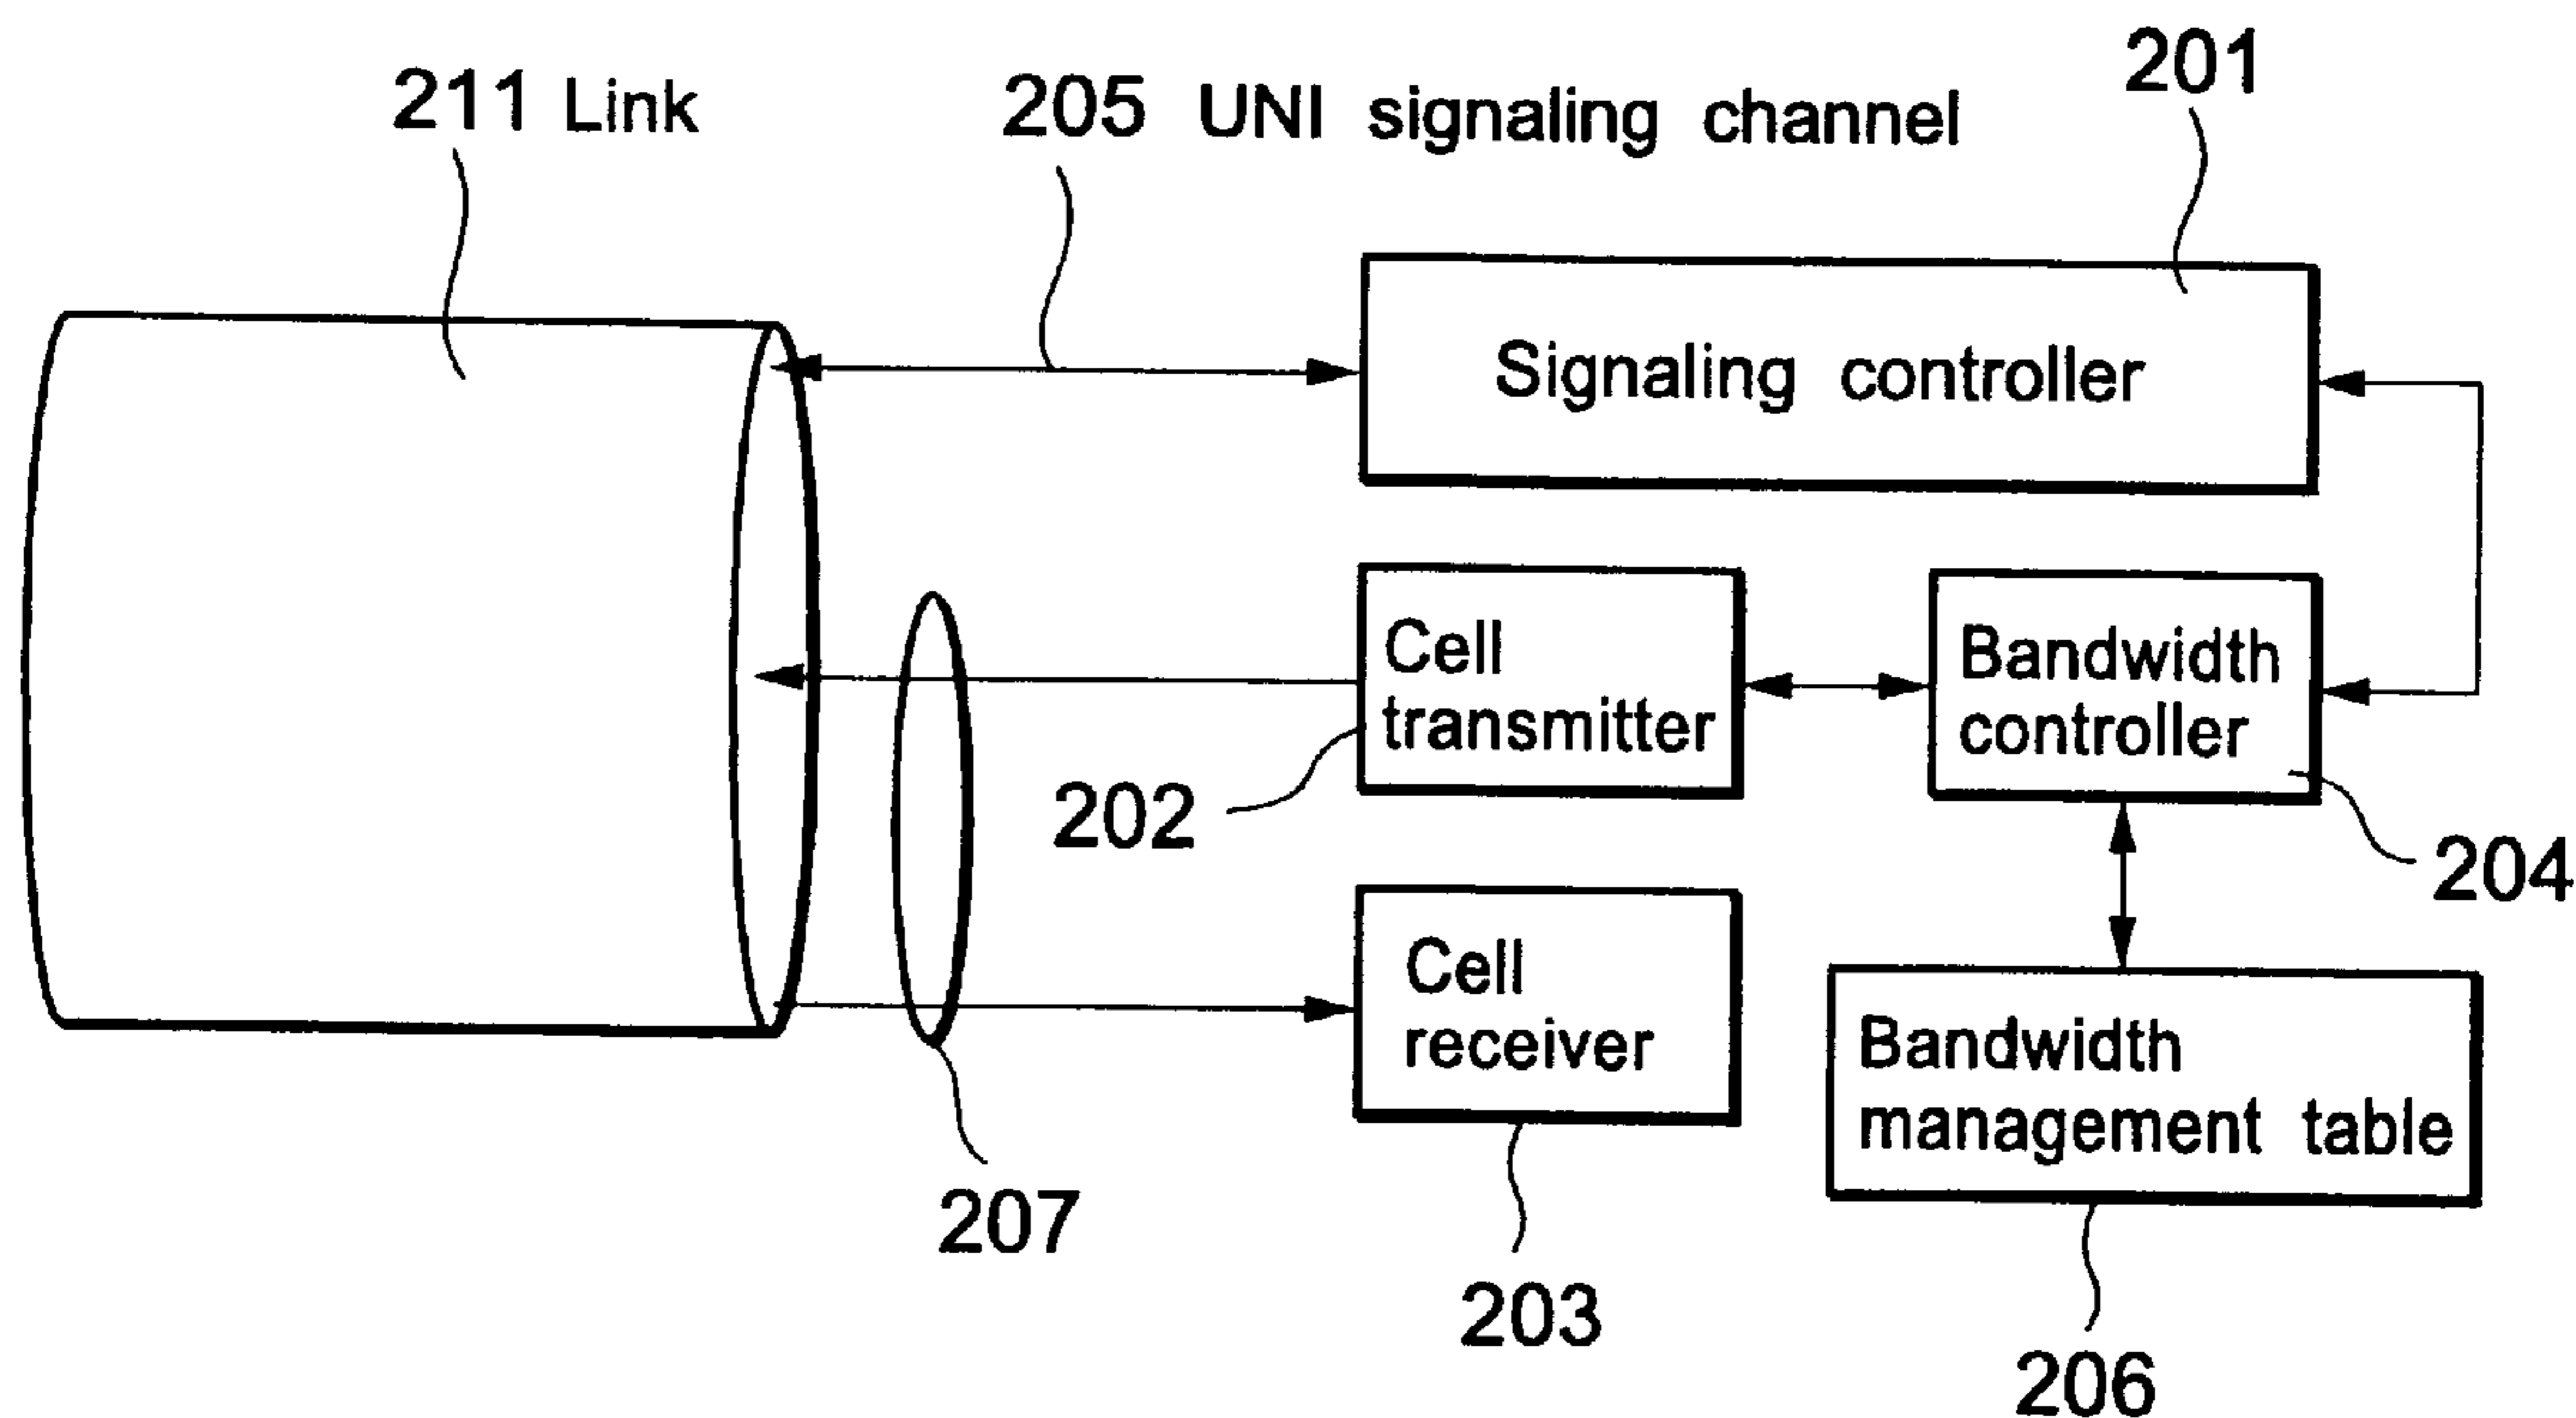 201
211 Link
205 UNI signaling channel
Signaling controller
Cell
transmitter
Bandwidth
controller
202
204
Cell
receiver
Bandwidth
management table
207
203
206